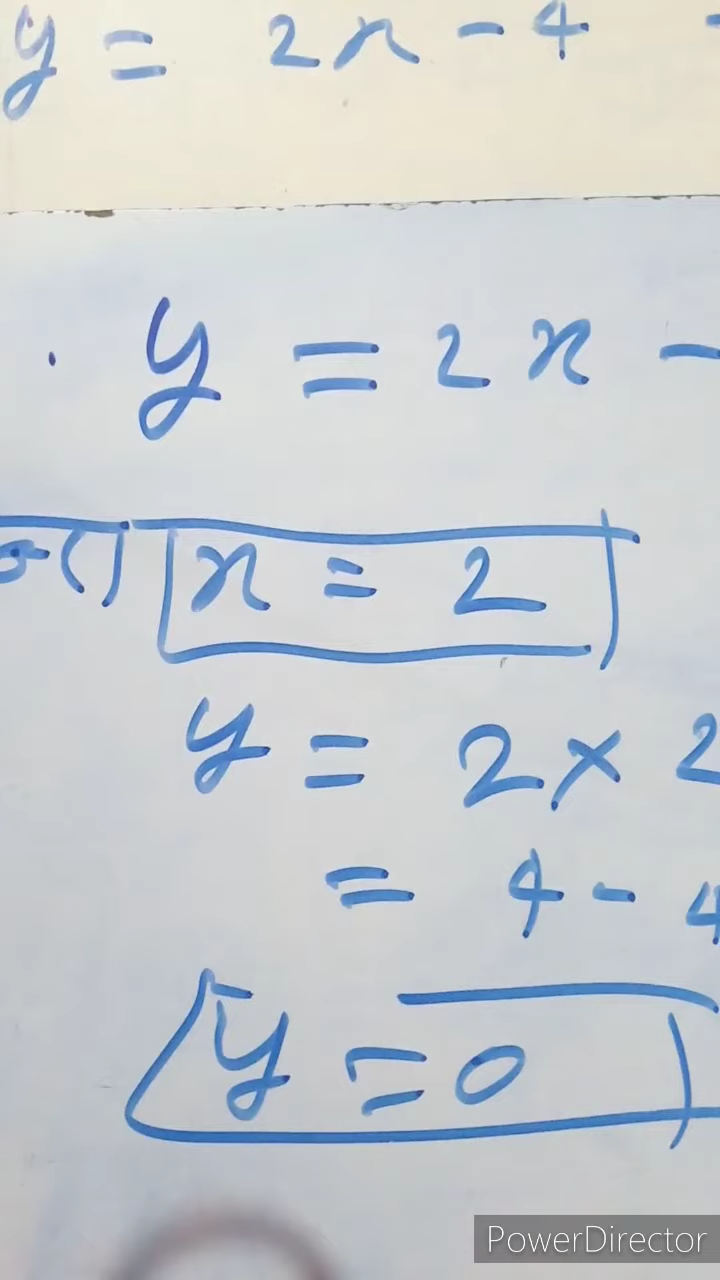 y = 2x - 4 -
. y = 2x -
x = 2
y = 2 × 2
= 4 - 4
y = 0
PowerDirector